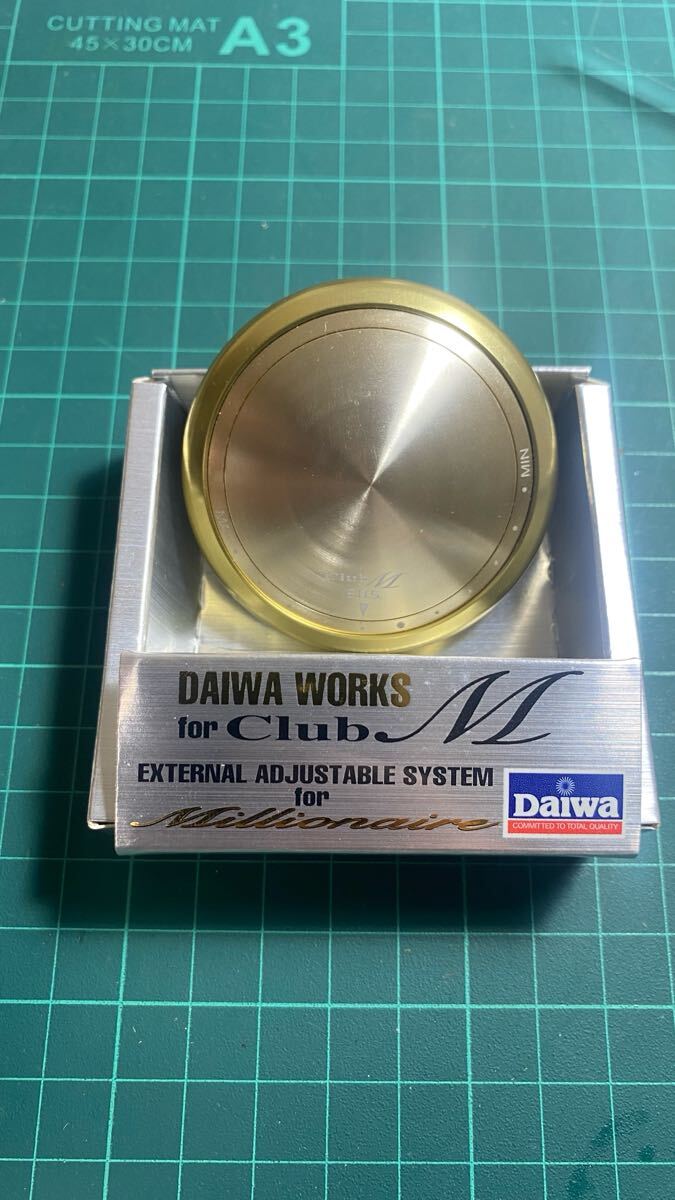 CUTTING MAT
45×30CM
A3
MIN
Club M
DAIWA WORKS
for Club M
EXTERNAL ADJUSTABLE SYSTEM
for
Millionaire
Daiwa
COMMITTED TO TOTAL QUALITY